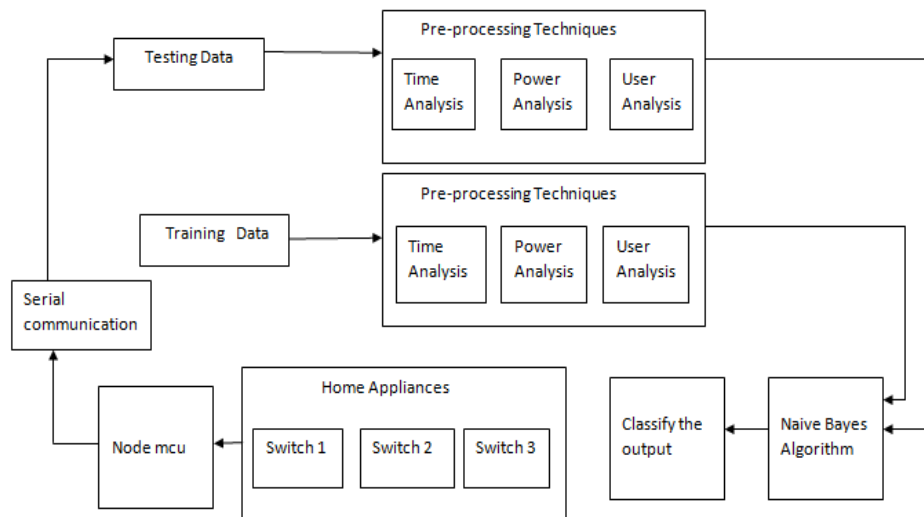 Testing Data
Pre-processing Techniques
Time
Analysis
Power
Analysis
User
Analysis
Training Data
Pre-processing Techniques
Time
Analysis
Power
Analysis
User
Analysis
Serial
communication
Node mcu
Home Appliances
Switch 1
Switch 2
Switch 3
Classify the
output
Naive Bayes
Algorithm